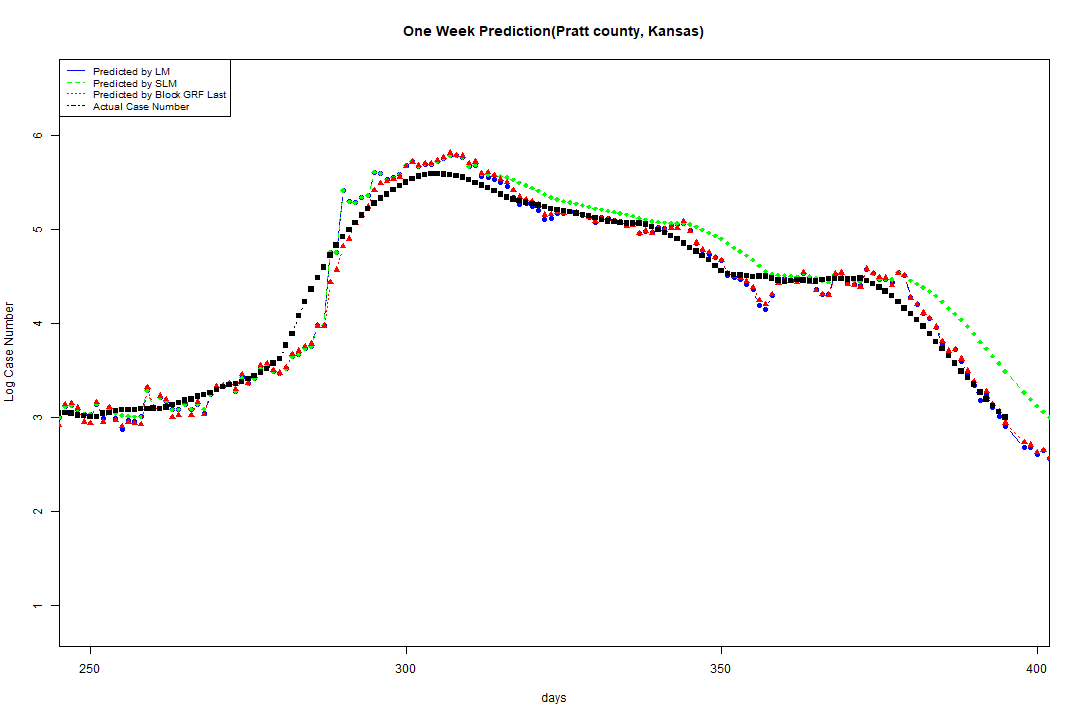 One Week Prediction(Pratt county, Kansas)
Predicted by LM
Predicted by SLM
Predicted by Block GRF Last
Actual Case Number
6
5
4
3
2
1
Log Case Number
250 300 350 400
days